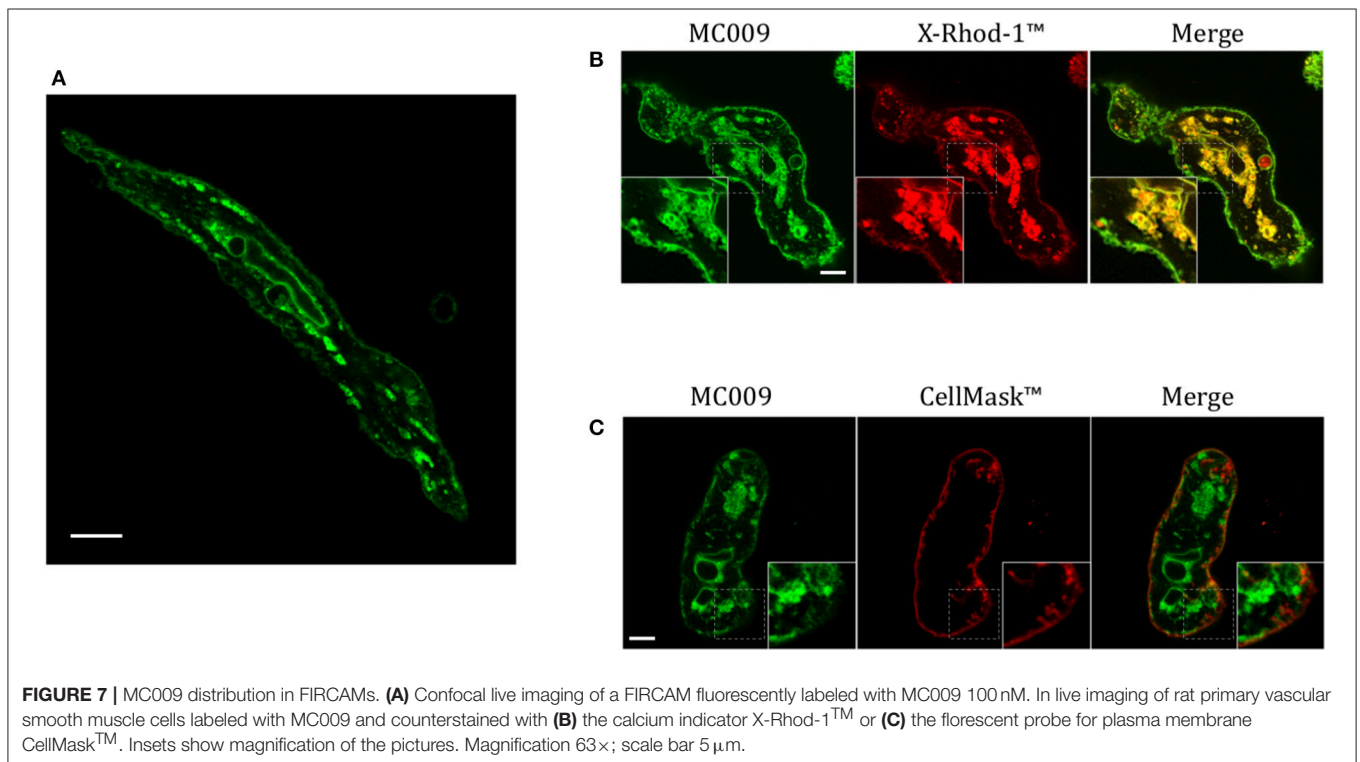 A
B
MC009 X-Rhod-1™ Merge
C
MC009 CellMask™ Merge
FIGURE 7 | MC009 distribution in FIRCAMs. (A) Confocal live imaging of a FIRCAM fluorescently labeled with MC009 100 nM. In live imaging of rat primary vascular
smooth muscle cells labeled with MC009 and counterstained with (B) the calcium indicator X-Rhod-1™ or (C) the florescent probe for plasma membrane
CellMask™. Insets show magnification of the pictures. Magnification 63×; scale bar 5 μm.